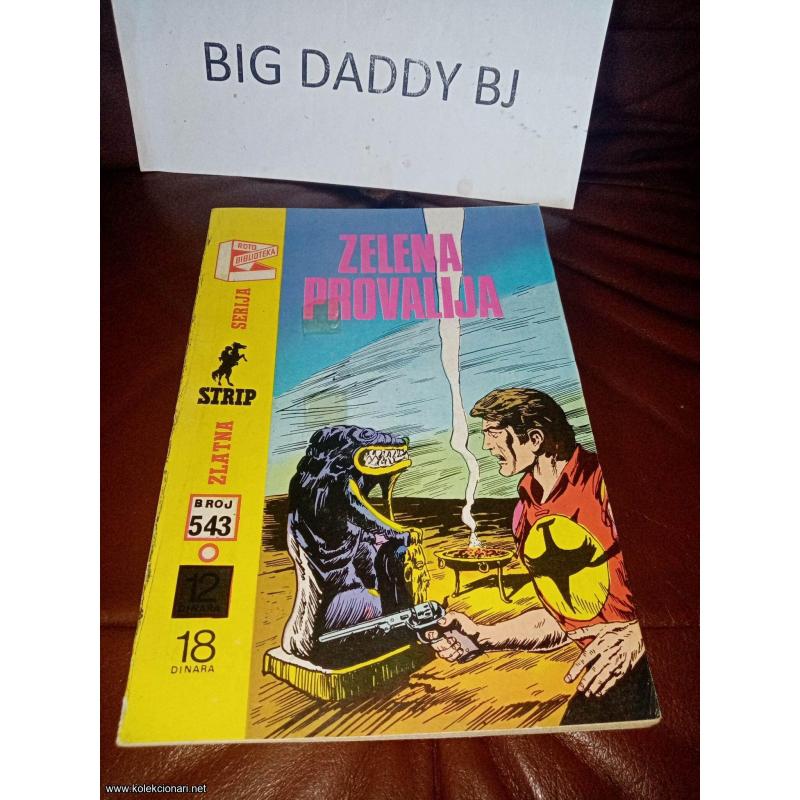 BIG DADDY BJ
ROTO
BIBLIOTEKA
ZELENA
PROVALIJA
ZLATNA SERIJA
STRIP
BROJ
543
12
DINARA
18
DINARA
www.kolekcionari.net